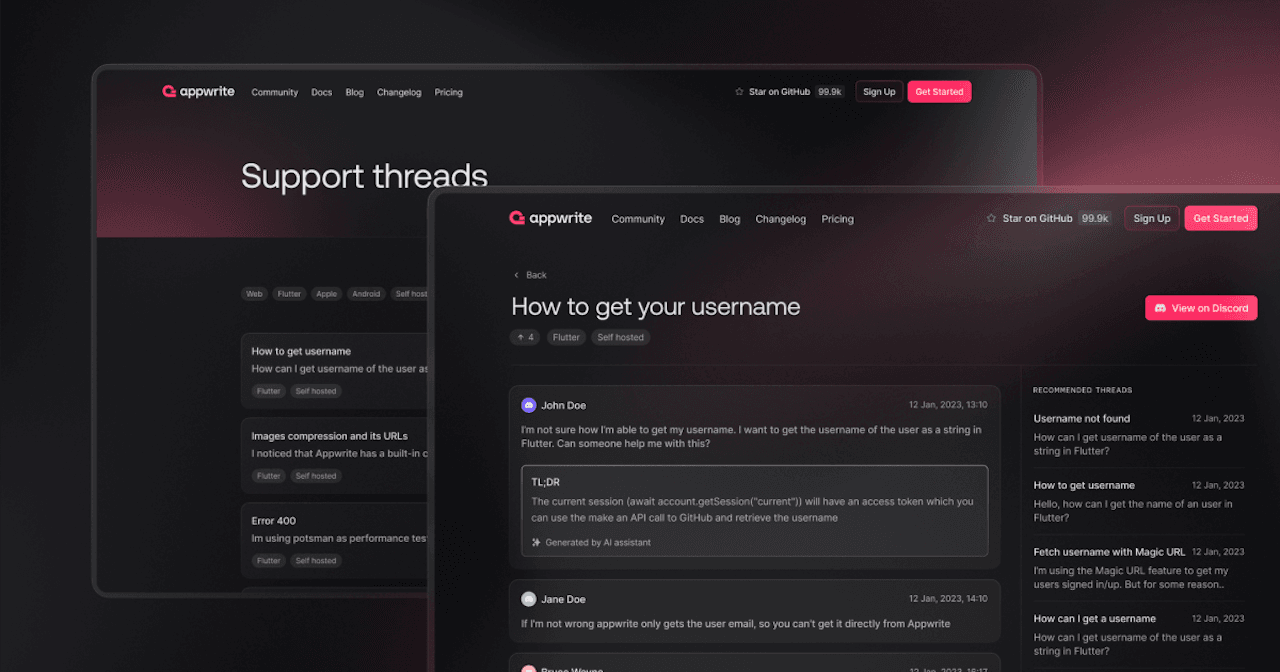 appwrite Community Docs Blog Changelog Pricing Star on GitHub 99.9k Sign Up Get Started
Support threads
Web Flutter Apple Android Self host
How to get username
How can I get username of the user as
Flutter Self hosted
Images compression and its URLs
I noticed that Appwrite has a built-in c
Flutter Self hosted
Error 400
Im using potsman as performance test
Flutter Self hosted
appwrite Community Docs Blog Changelog Pricing Star on GitHub 99.9k Sign Up Get Started
Back
How to get your username
View on Discord
4 Flutter Self hosted
John Doe 12 Jan, 2023, 13:10
I'm not sure how I'm able to get my username. I want to get the username of the user as a string in
Flutter. Can someone help me with this?
TL;DR
The current session (await account.getSession("current")) will have an access token which you
can use the make an API call to GitHub and retrieve the username
Generated by AI assistant
Jane Doe 12 Jan, 2023, 14:10
If I'm not wrong appwrite only gets the user email, so you can't get it directly from Appwrite
Bruce Wayne 12 Jan, 2023, 16:17
RECOMMENDED THREADS
Username not found 12 Jan, 2023
How can I get username of the user as a
string in Flutter?
How to get username 12 Jan, 2023
Hello, how can I get the name of an user in
Flutter?
Fetch username with Magic URL 12 Jan, 2023
I'm using the Magic URL feature to get my
users signed in/up. But for some reason..
How can I get a username 12 Jan, 2023
How can I get username of the user as a
string in Flutter?